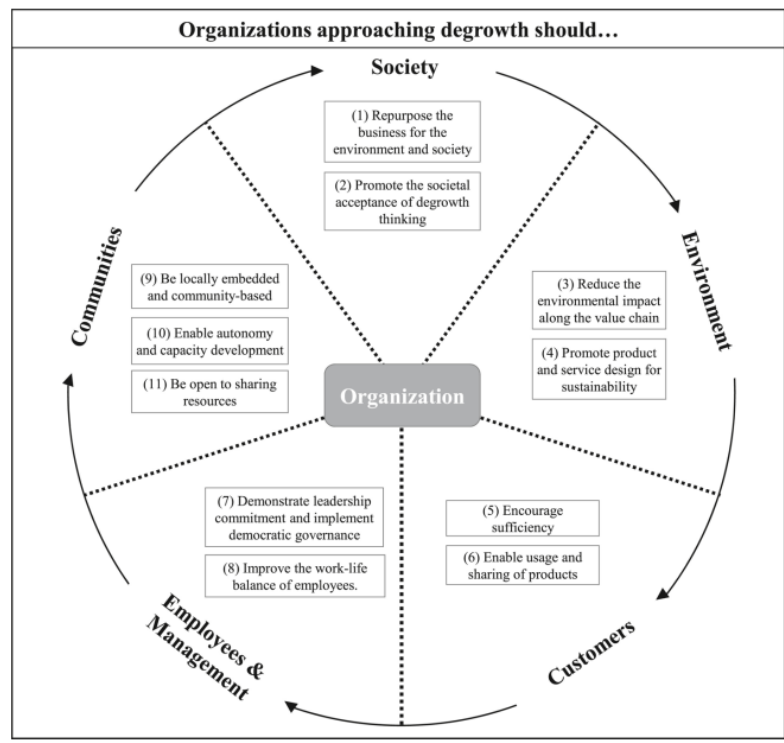 Organizations approaching degrowth should…
Society
(1) Repurpose the
business for the
environment and society
(2) Promote the societal
acceptance of degrowth
thinking
Environment
(3) Reduce the
environmental impact
along the value chain
(4) Promote product
and service design for
sustainability
Customers
(5) Encourage
sufficiency
(6) Enable usage and
sharing of products
Employees &
Management
(7) Demonstrate leadership
commitment and implement
democratic governance
(8) Improve the work-life
balance of employees.
Communities
(9) Be locally embedded
and community-based
(10) Enable autonomy
and capacity development
(11) Be open to sharing
resources
Organization